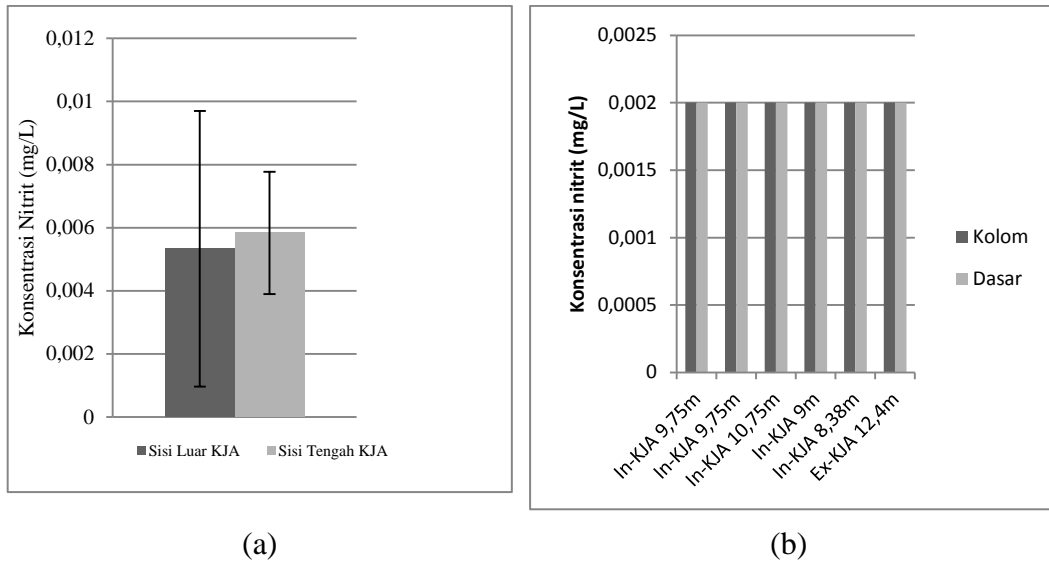 Konsentrasi Nitrit (mg/L)
0,012
0,01
0,008
0,006
0,004
0,002
0
Sisi Luar KJA Sisi Tengah KJA
(a)
Konsentrasi nitrit (mg/L)
0,0025
0,002
0,0015
0,001
0,0005
0
In-KJA 9,75m
In-KJA 9,75m
In-KJA 10,75m
In-KJA 9m
In-KJA 8,38m
Ex-KJA 12,4m
Kolom
Dasar
(b)